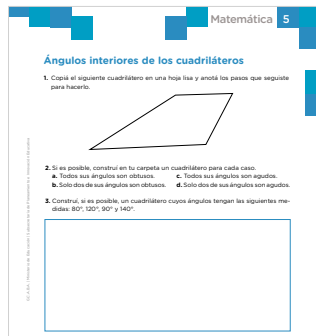 Matemática 5
Ángulos interiores de los cuadriláteros
1. Copiá el siguiente cuadrilátero en una hoja lisa y anotá los pasos que seguiste
para hacerlo.
2. Si es posible, construí en tu carpeta un cuadrilátero para cada caso.
a. Todos sus ángulos son obtusos.
c. Todos sus ángulos son agudos.
b. Solo dos de sus ángulos son obtusos.
d. Solo dos de sus ángulos son agudos.
3. Construí, si es posible, un cuadrilátero cuyos ángulos tengan las siguientes me-
didas: 80°, 120°, 90° y 140°.